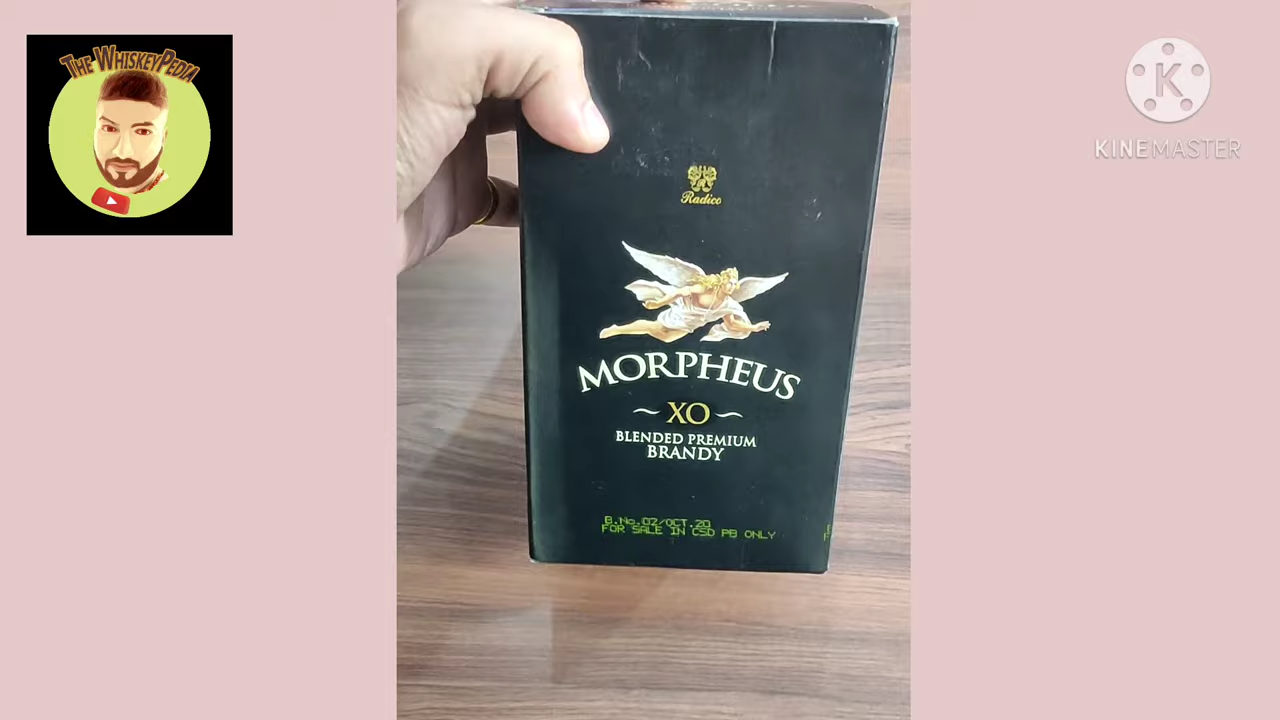 THE WHISKEYPEDIA
K
KINEMASTER
Radico
MORPHEUS
XO
BLENDED PREMIUM
BRANDY
B.No.02/OCT.20
FOR SALE IN CSD PB ONLY